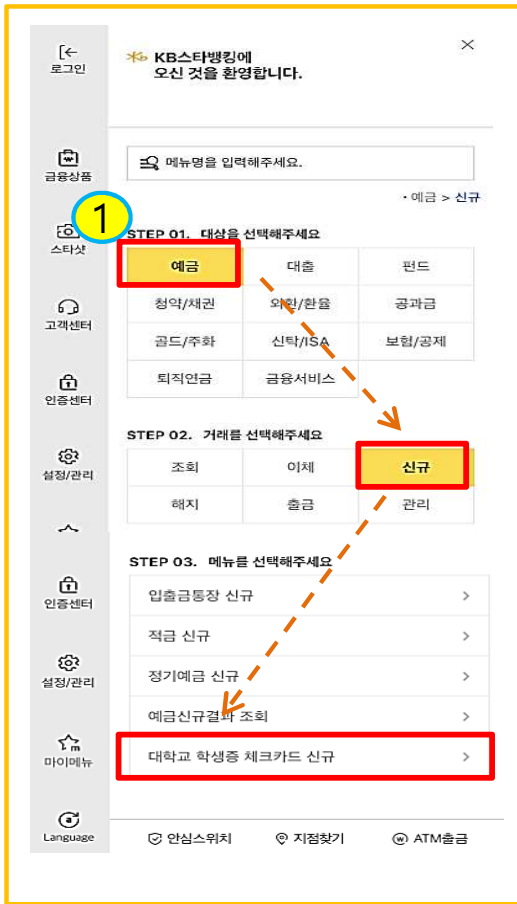 로그인
KB스타뱅킹에
오신 것을 환영합니다.
금융상품
메뉴명을 입력해주세요.
· 예금 > 신규
1
스타샷
STEP 01. 대상을 선택해주세요
예금 대출 펀드
청약/채권 외환/환율 공과금
고객센터
골드/주화 신탁/ISA 보험/공제
퇴직연금 금융서비스
인증센터
STEP 02. 거래를 선택해주세요
조회 이체 신규
설정/관리
해지 출금 관리
STEP 03. 메뉴를 선택해주세요
입출금통장 신규
인증센터
적금 신규
정기예금 신규
설정/관리
예금신규결과 조회
대학교 학생증 체크카드 신규
마이메뉴
Language
안심스위치 지점찾기 ATM출금